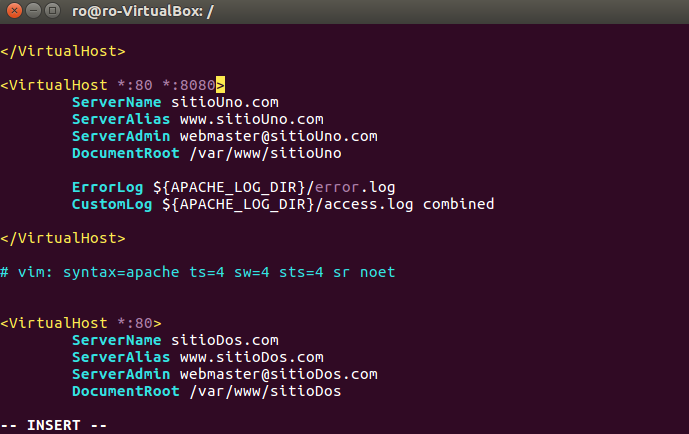 ro@ro-VirtualBox: /
</VirtualHost>
<VirtualHost *:80 *:8080>
ServerName sitioUno.com
ServerAlias www.sitioUno.com
ServerAdmin webmaster@sitioUno.com
DocumentRoot /var/www/sitioUno
ErrorLog ${APACHE_LOG_DIR}/error.log
CustomLog ${APACHE_LOG_DIR}/access.log combined
</VirtualHost>
# vim: syntax=apache ts=4 sw=4 sts=4 sr noet
<VirtualHost *:80>
ServerName sitioDos.com
ServerAlias www.sitioDos.com
ServerAdmin webmaster@sitioDos.com
DocumentRoot /var/www/sitioDos
-- INSERT --